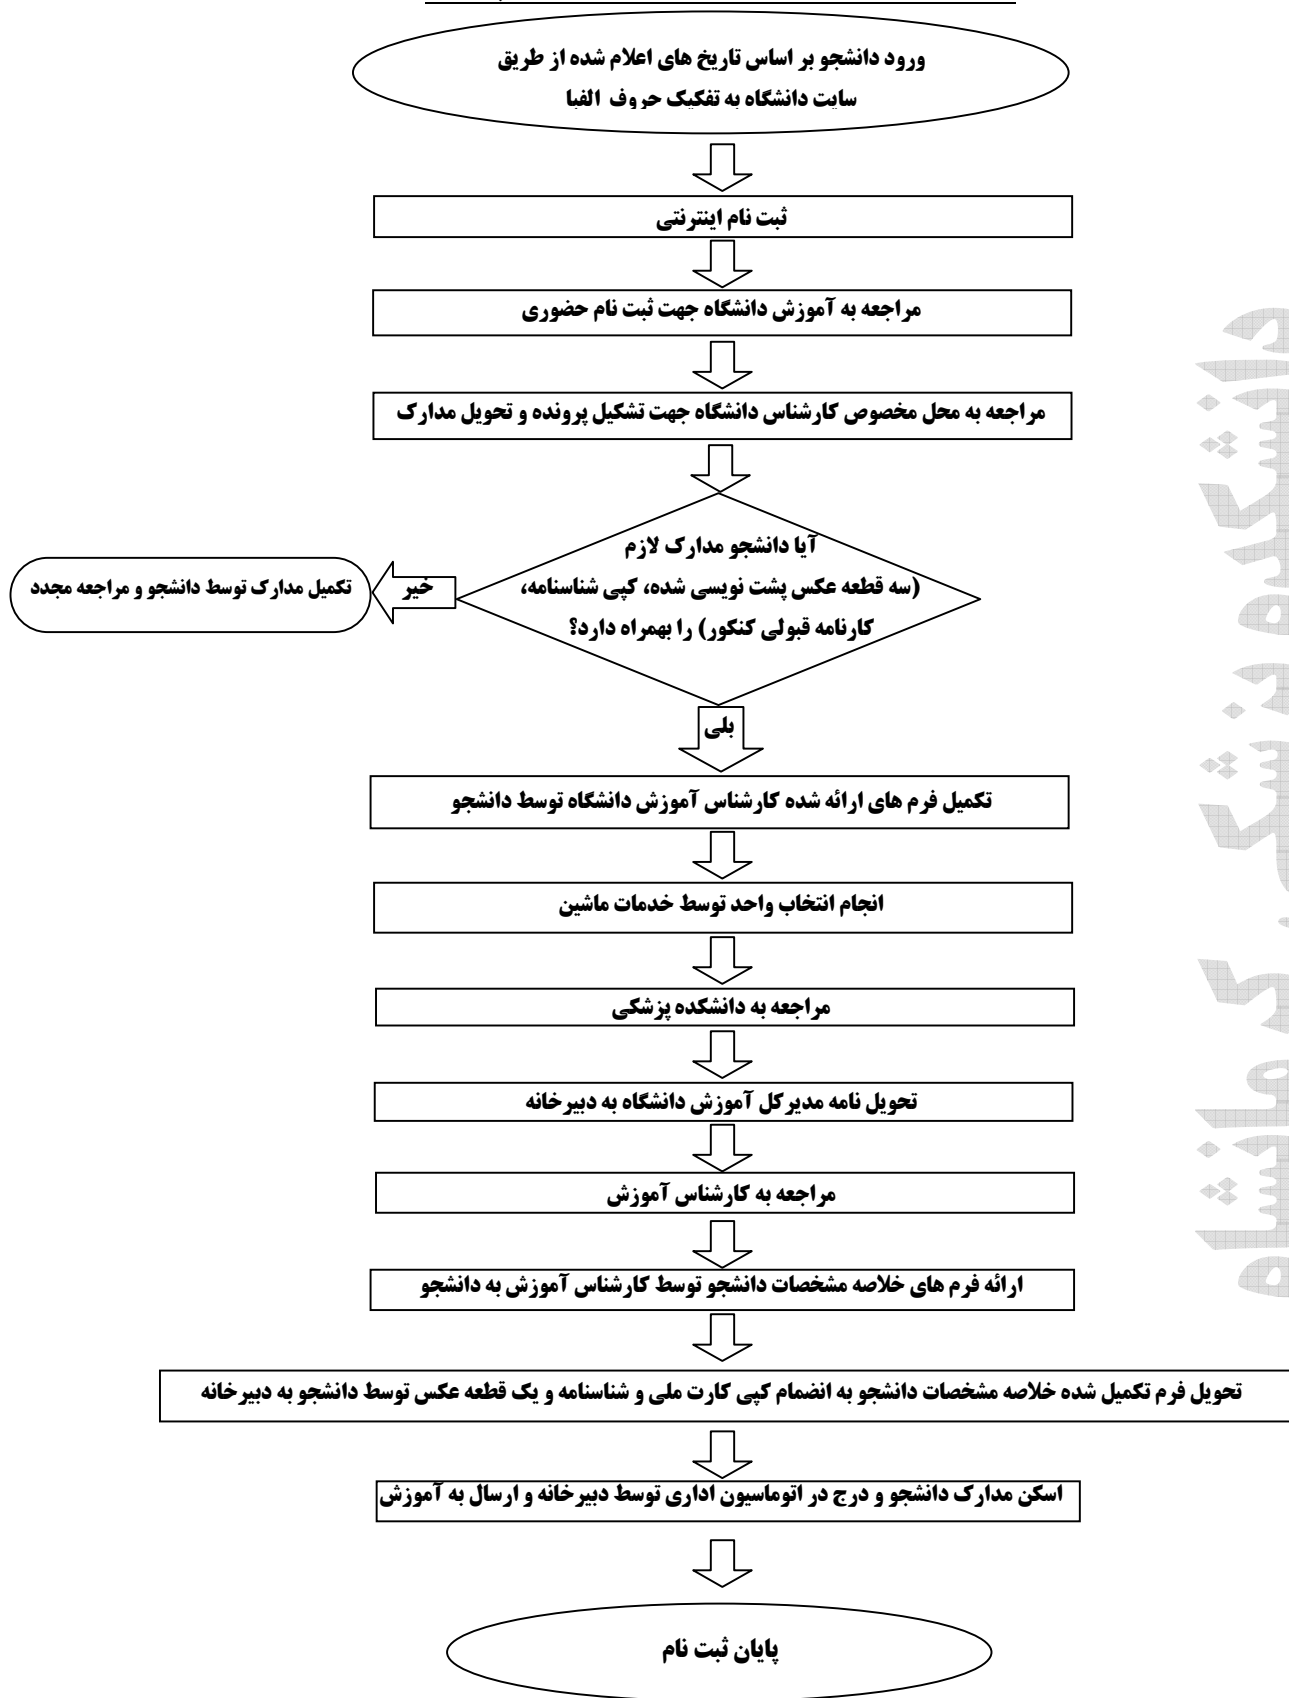 ورود دانشجو بر اساس تاریخ های اعلام شده از طریق
سایت دانشگاه به تفکیک حروف الفبا
ثبت نام اینترنتی
مراجعه به آموزش دانشگاه جهت ثبت نام حضوری
مراجعه به محل مخصوص کارشناس دانشگاه جهت تشکیل پرونده و تحویل مدارک
آیا دانشجو مدارک لازم
(سه قطعه عکس پشت نویسی شده، کپی شناسنامه،
کارنامه قبولی کنکور) را بهمراه دارد؟
خیر
تکمیل مدارک توسط دانشجو و مراجعه مجدد
بلی
تکمیل فرم های ارائه شده کارشناس آموزش دانشگاه توسط دانشجو
انجام انتخاب واحد توسط خدمات ماشین
مراجعه به دانشکده پزشکی
تحویل نامه مدیرکل آموزش دانشگاه به دبیرخانه
مراجعه به کارشناس آموزش
ارائه فرم های خلاصه مشخصات دانشجو توسط کارشناس آموزش به دانشجو
تحویل فرم تکمیل شده خلاصه مشخصات دانشجو به انضمام کپی کارت ملی و شناسنامه و یک قطعه عکس توسط دانشجو به دبیرخانه
اسکن مدارک دانشجو و درج در اتوماسیون اداری توسط دبیرخانه و ارسال به آموزش
پایان ثبت نام
دانشکده پزشکی کرمانشاه